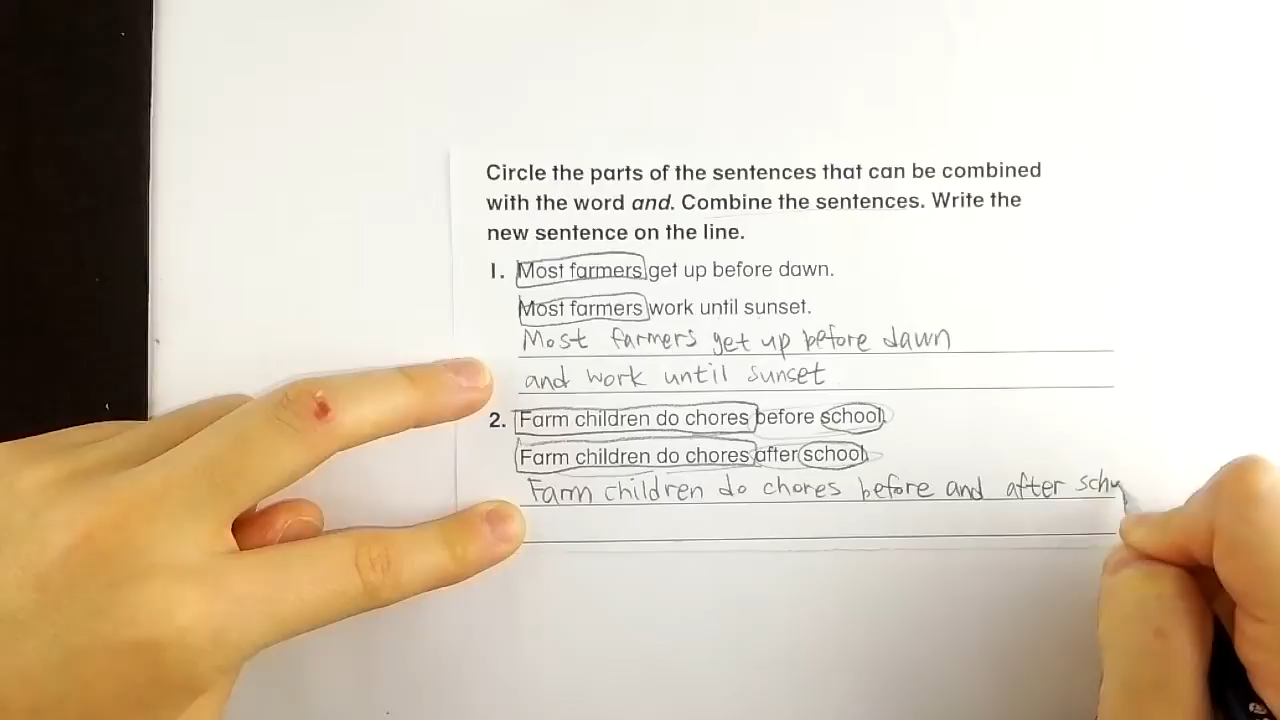 Circle the parts of the sentences that can be combined
with the word and. Combine the sentences. Write the
new sentence on the line.
1. Most farmers get up before dawn.
Most farmers work until sunset.
Most farmers get up before dawn
and work until sunset
2. Farm children do chores before school.
Farm children do chores after school.
Farm children do chores before and after